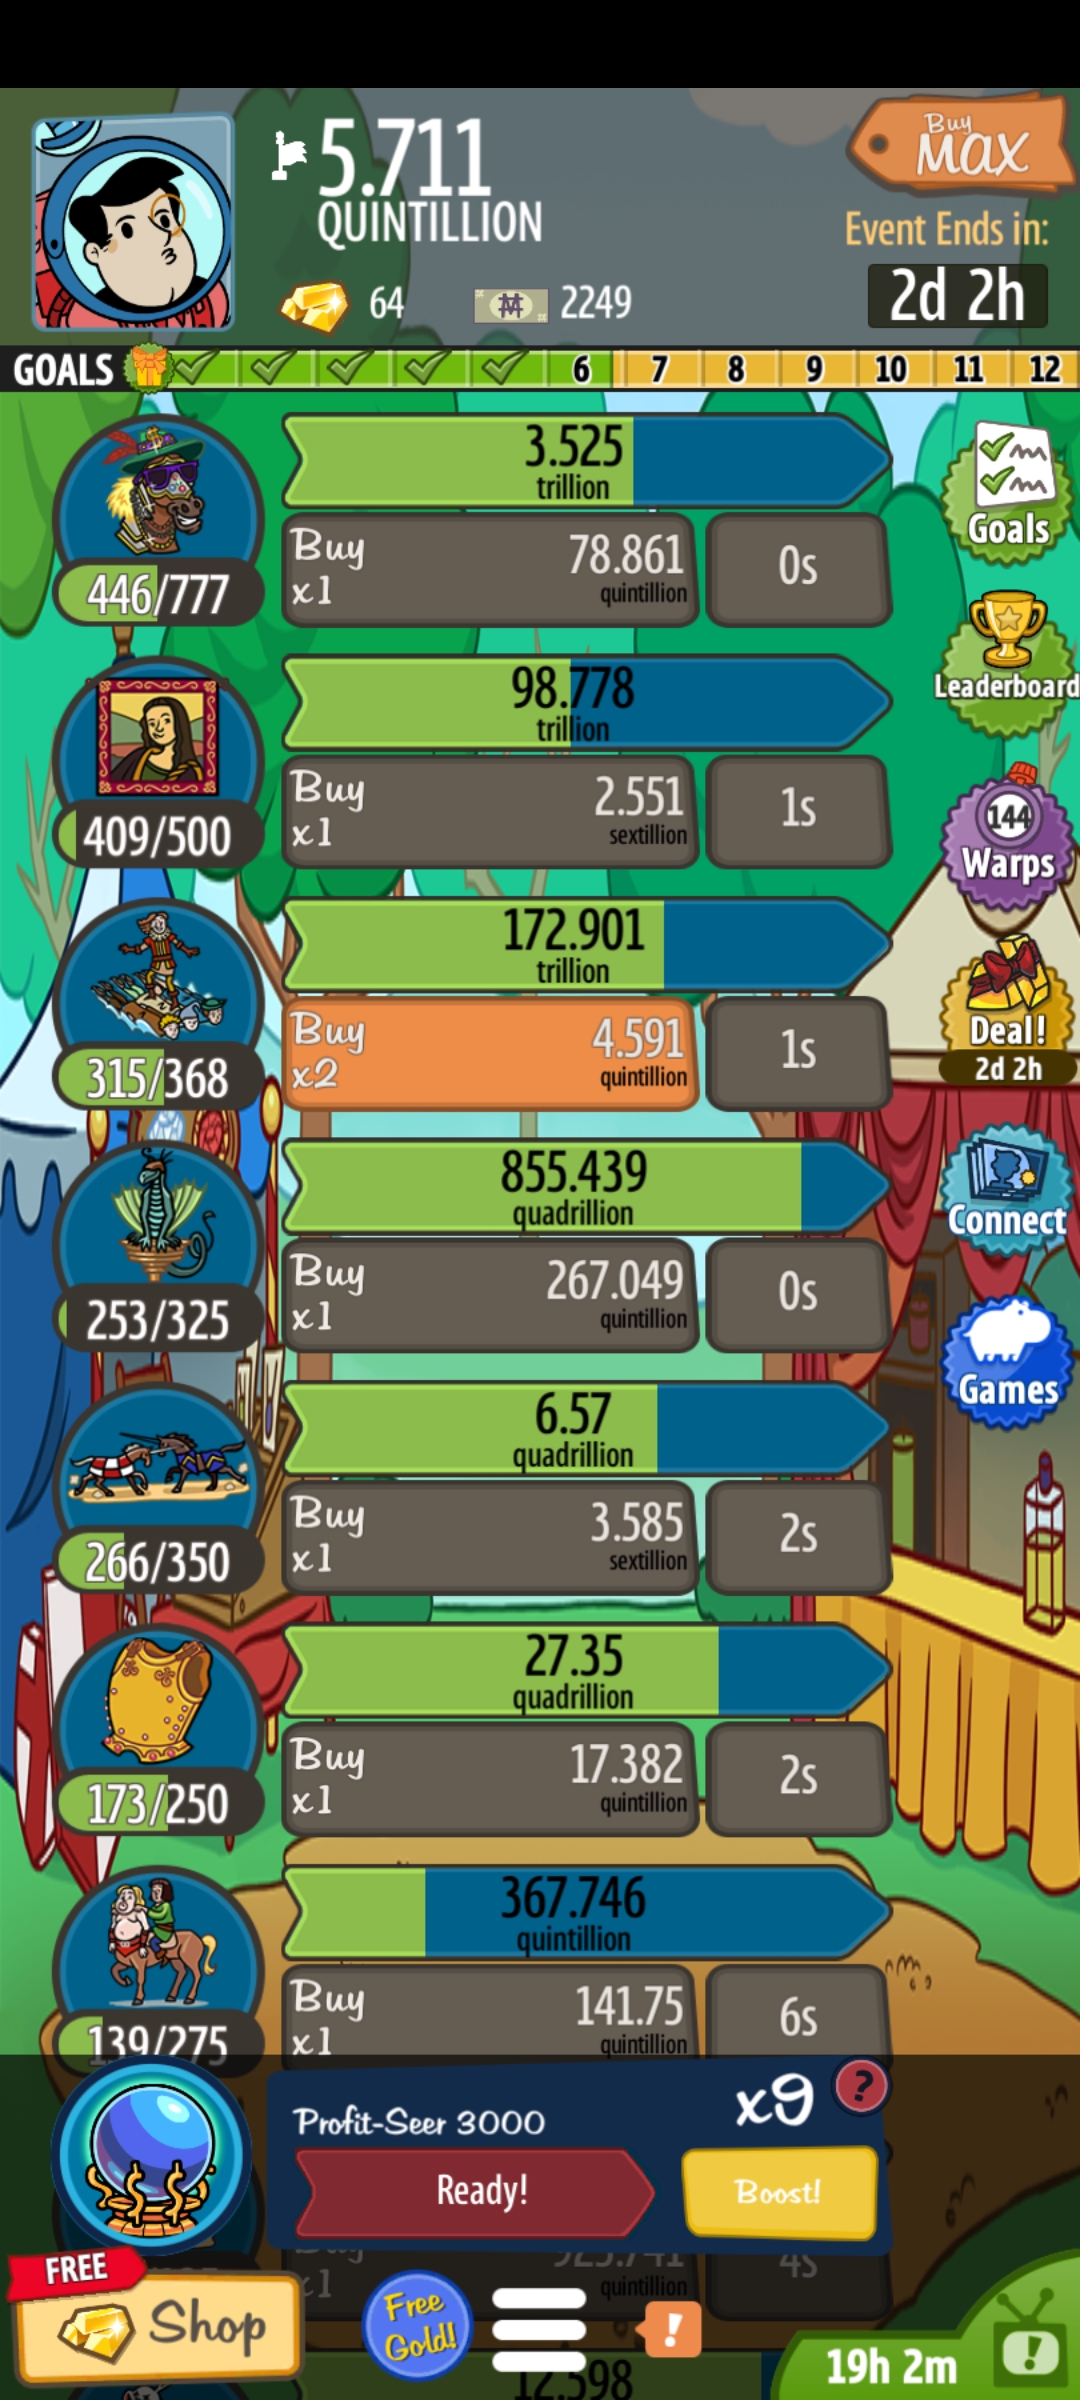 5.711
QUINTILLION
Buy
MAX
Event Ends in:
64
2249
2d 2h
GOALS
6 7 8 9 10 11 12
3.525
trillion
Buy
x1
78.861
quintillion
0s
446/777
Goals
98.778
trillion
Buy
x1
2.551
sextillion
1s
409/500
Leaderboard
144
Warps
172.901
trillion
Buy
x2
4.591
quintillion
1s
315/368
Deal!
2d 2h
855.439
quadrillion
Buy
x1
267.049
quintillion
0s
253/325
Connect
6.57
quadrillion
Buy
x1
3.585
sextillion
2s
266/350
Games
27.35
quadrillion
Buy
x1
17.382
quintillion
2s
173/250
367.746
quintillion
Buy
x1
141.75
quintillion
6s
139/275
Profit-Seer 3000
x9
?
Ready!
Boost!
Buy
x1
923.741
quintillion
4s
FREE
Shop
Free
Gold!
!
19h 2m
!
12.598